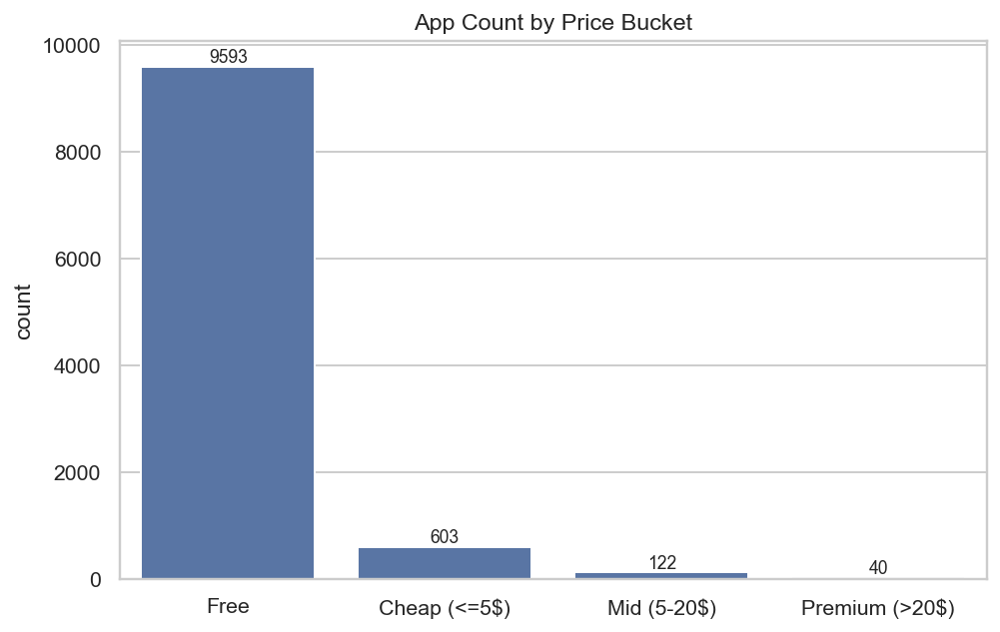 App Count by Price Bucket
10000
8000
6000
4000
2000
0
count
9593
603
122
40
Free
Cheap (<=5$)
Mid (5-20$)
Premium (>20$)